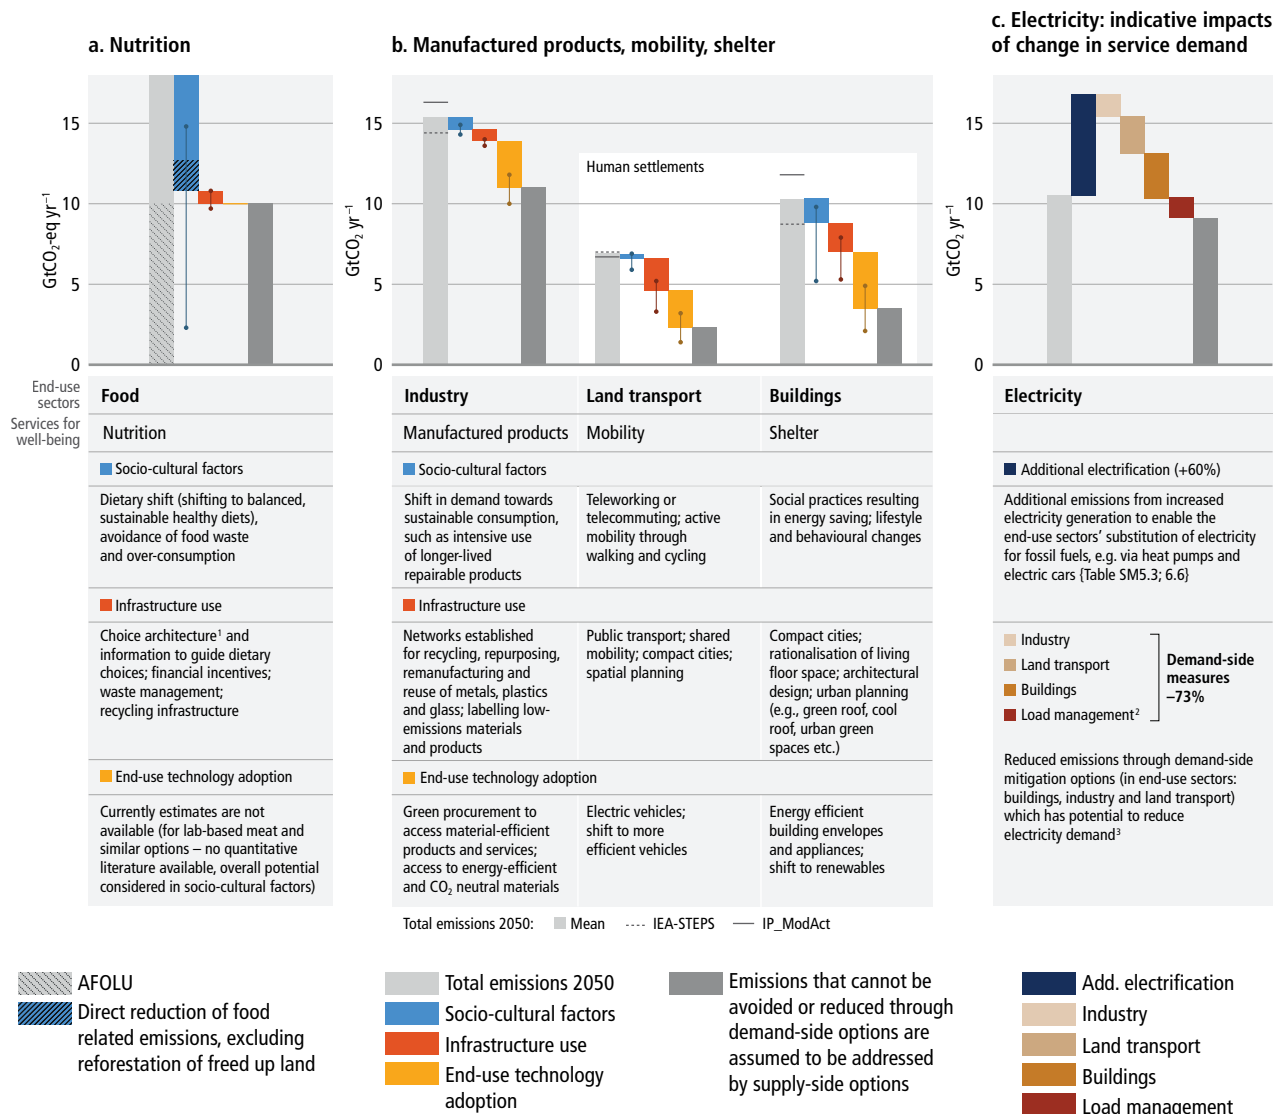 a. Nutrition
b. Manufactured products, mobility, shelter
c. Electricity: indicative impacts
of change in service demand
GtCO₂-eq yr⁻¹
15
10
5
0
GtCO₂ yr⁻¹
15
10
5
0
Human settlements
GtCO₂ yr⁻¹
15
10
5
0
End-use
sectors
Food
Industry
Land transport
Buildings
Electricity
Services for
well-being
Nutrition
Manufactured products
Mobility
Shelter
Socio-cultural factors
Socio-cultural factors
Additional electrification (+60%)
Dietary shift (shifting to balanced,
sustainable healthy diets),
avoidance of food waste
and over-consumption
Shift in demand towards
sustainable consumption,
such as intensive use
of longer-lived
repairable products
Teleworking or
telecommuting; active
mobility through
walking and cycling
Social practices resulting
in energy saving; lifestyle
and behavioural changes
Additional emissions from increased
electricity generation to enable the
end-use sectors' substitution of electricity
for fossil fuels, e.g. via heat pumps and
electric cars {Table SM5.3; 6.6}
Infrastructure use
Infrastructure use
Choice architecture¹ and
information to guide dietary
choices; financial incentives;
waste management;
recycling infrastructure
Networks established
for recycling, repurposing,
remanufacturing and
reuse of metals, plastics
and glass; labelling low-
emissions materials
and products
Public transport; shared
mobility; compact cities;
spatial planning
Compact cities;
rationalisation of living
floor space; architectural
design; urban planning
(e.g., green roof, cool
roof, urban green
spaces etc.)
Industry
Land transport
Buildings
Load management²
Demand-side
measures
–73%
Reduced emissions through demand-side
mitigation options (in end-use sectors:
buildings, industry and land transport)
which has potential to reduce
electricity demand³
End-use technology adoption
End-use technology adoption
Currently estimates are not
available (for lab-based meat and
similar options – no quantitative
literature available, overall potential
considered in socio-cultural factors)
Green procurement to
access material-efficient
products and services;
access to energy-efficient
and CO₂ neutral materials
Electric vehicles;
shift to more
efficient vehicles
Energy efficient
building envelopes
and appliances;
shift to renewables
Total emissions 2050: Mean IEA-STEPS IP_ModAct
AFOLU
Direct reduction of food
related emissions, excluding
reforestation of freed up land
Total emissions 2050
Socio-cultural factors
Infrastructure use
End-use technology
adoption
Emissions that cannot be
avoided or reduced through
demand-side options are
assumed to be addressed
by supply-side options
Add. electrification
Industry
Land transport
Buildings
Load management